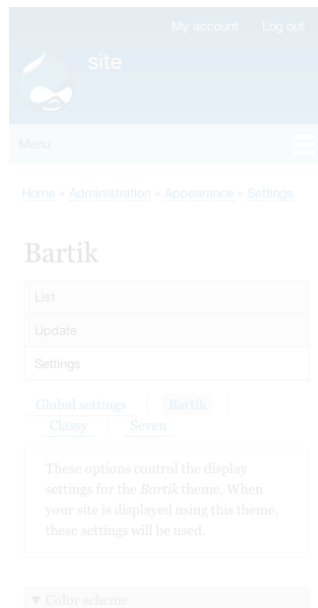 My account Log out
site
Menu
Home » Administration » Appearance » Settings
Bartik
List
Update
Settings
Global settings Bartik
Classy Seven
These options control the display
settings for the Bartik theme. When
your site is displayed using this theme,
these settings will be used.
▼ Color scheme